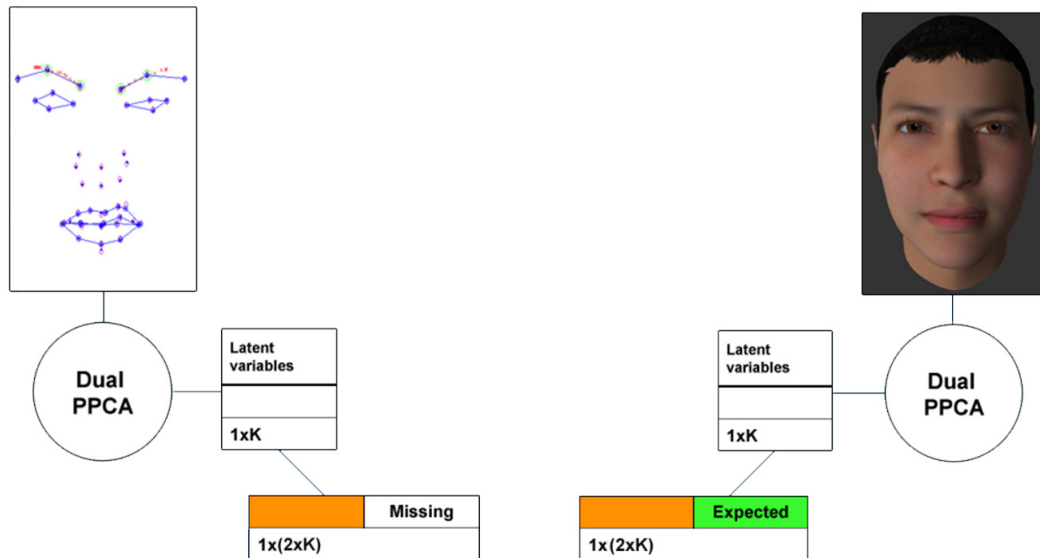 Dual
PPCA
Latent
variables
1xK
Missing
1x(2xK)
Latent
variables
1xK
Dual
PPCA
Expected
1x(2xK)